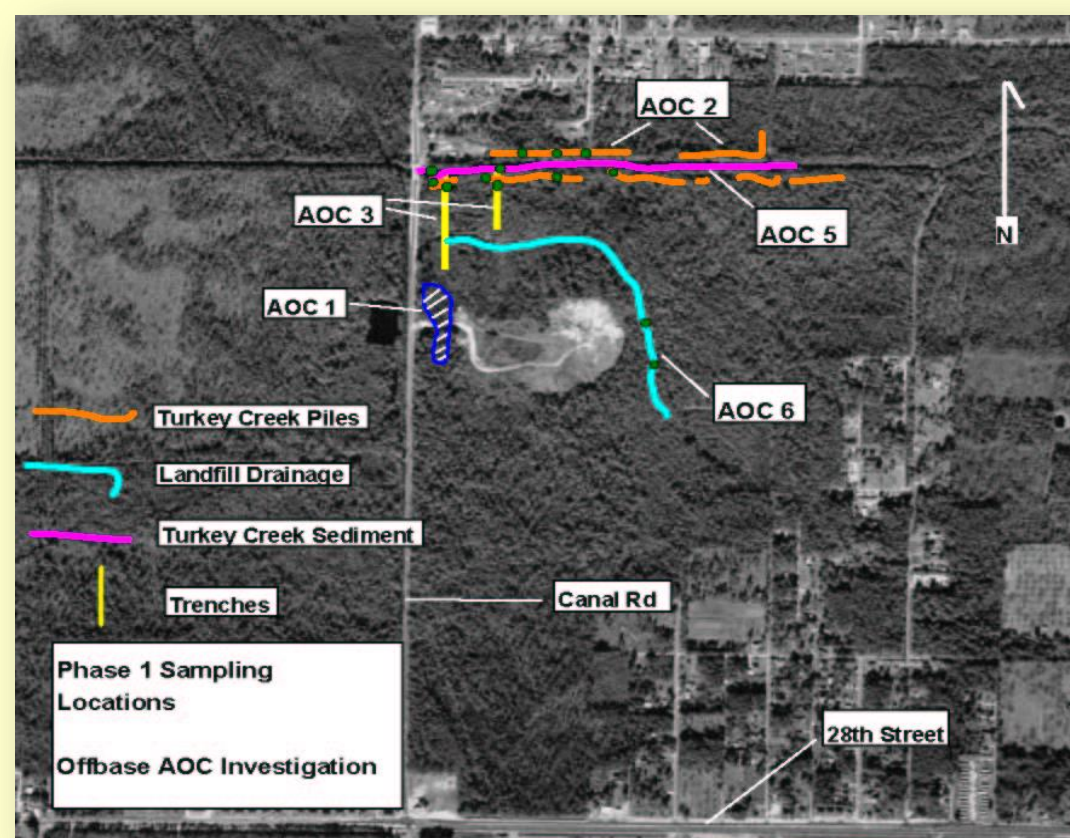 AOC 2
AOC 3
AOC 5
N
AOC 1
AOC 6
Turkey Creek Piles
Landfill Drainage
Turkey Creek Sediment
Trenches
Canal Rd
Phase 1 Sampling
Locations
Offbase AOC Investigation
28th Street